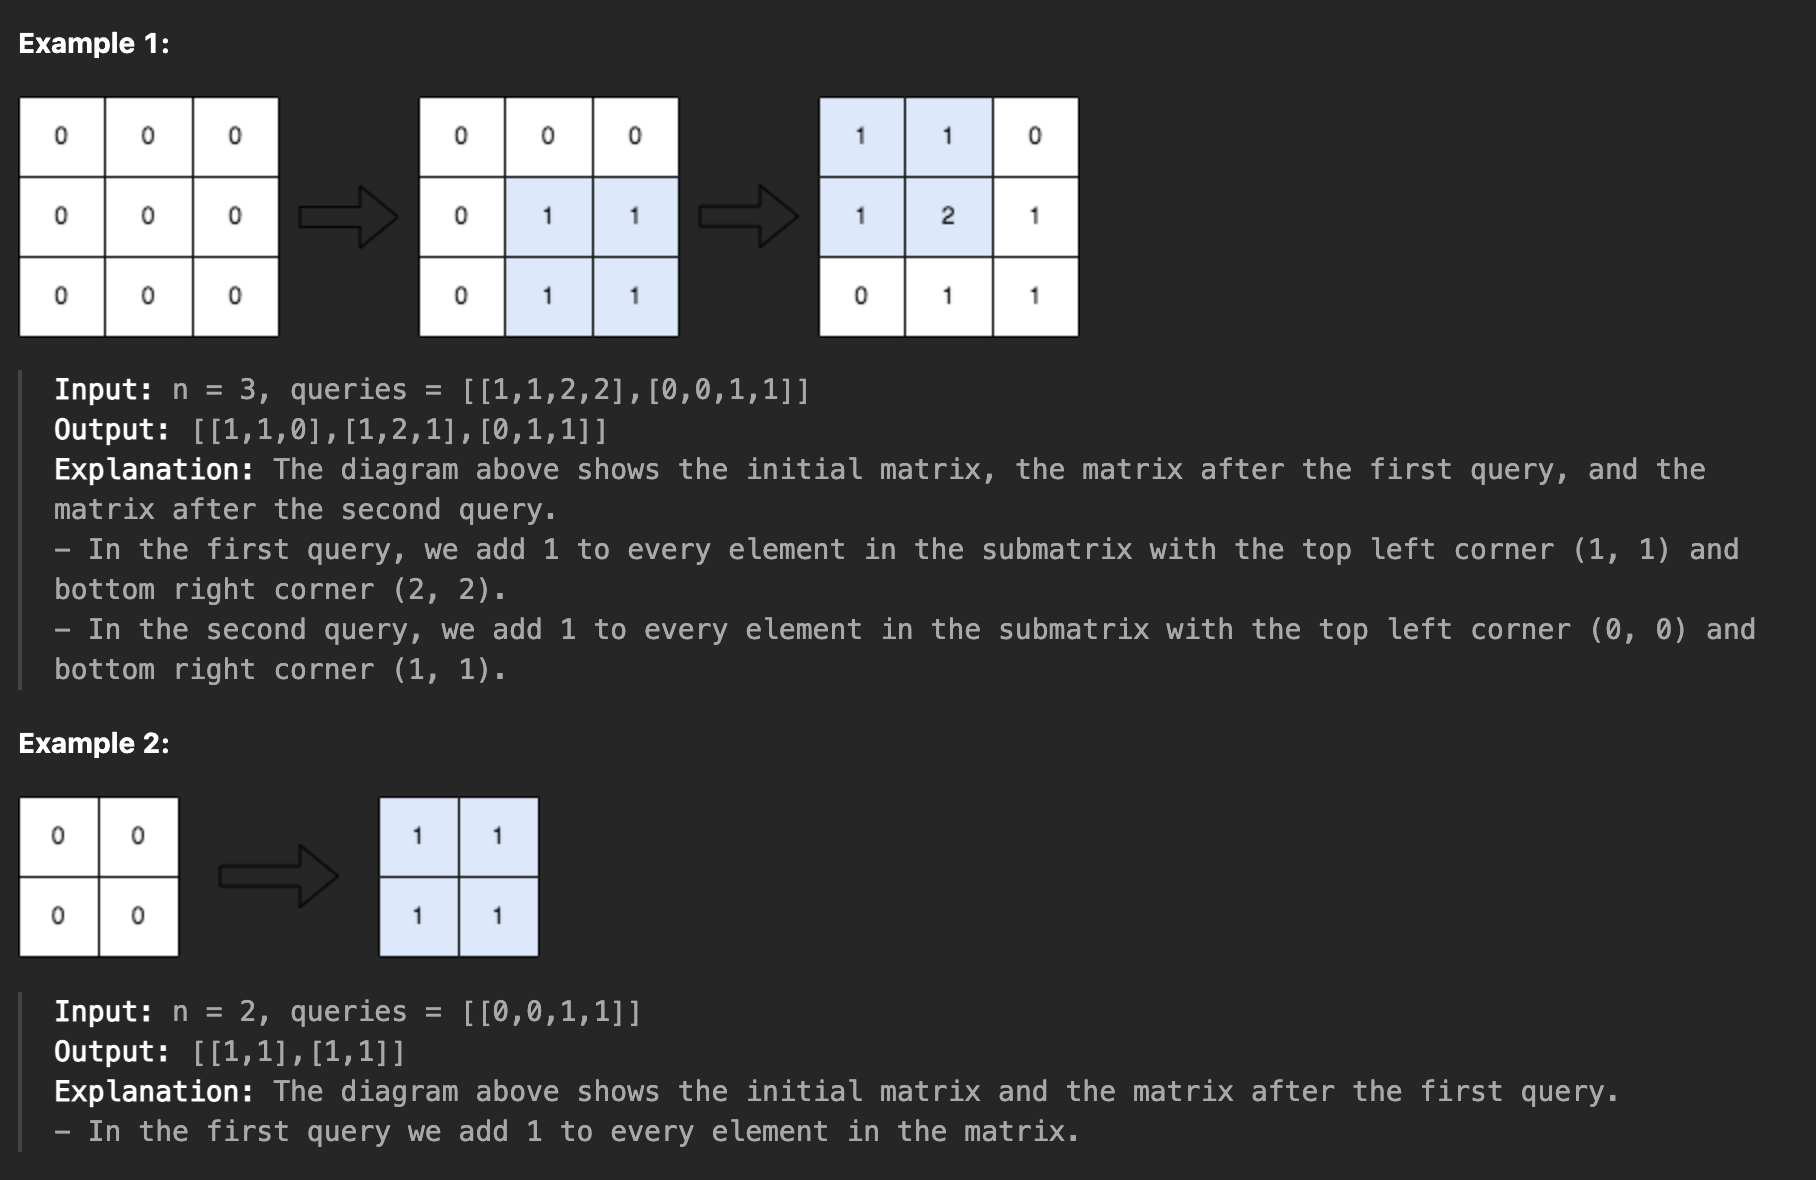 Example 1:
0 0 0 0 0 0 1 1 0
0 0 0 0 1 1 1 2 1
0 0 0 0 1 1 0 1 1
Input: n = 3, queries = [[1,1,2,2],[0,0,1,1]]
Output: [[1,1,0],[1,2,1],[0,1,1]]
Explanation: The diagram above shows the initial matrix, the matrix after the first query, and the
matrix after the second query.
– In the first query, we add 1 to every element in the submatrix with the top left corner (1, 1) and
bottom right corner (2, 2).
– In the second query, we add 1 to every element in the submatrix with the top left corner (0, 0) and
bottom right corner (1, 1).
Example 2:
0 0 1 1
0 0 1 1
Input: n = 2, queries = [[0,0,1,1]]
Output: [[1,1],[1,1]]
Explanation: The diagram above shows the initial matrix and the matrix after the first query.
– In the first query we add 1 to every element in the matrix.